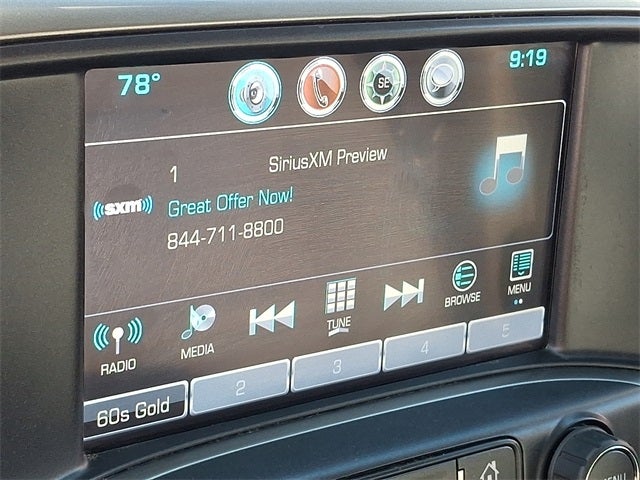 78°
9:19
SE
1
SiriusXM Preview
((sxm))
Great Offer Now!
844-711-8800
RADIO
MEDIA
TUNE
BROWSE
MENU
60s Gold
2
3
4
5
MENU